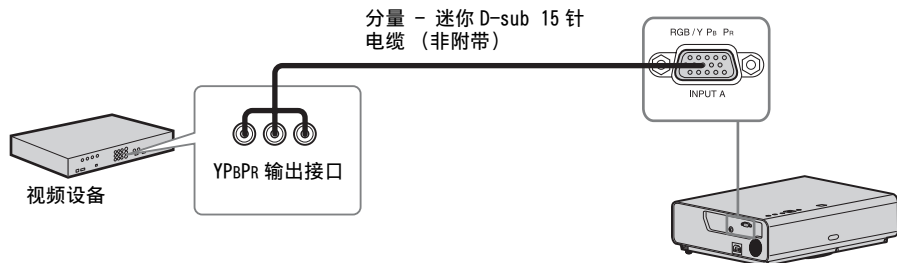 分量 - 迷你 D-sub 15 针
电缆 （非附带）
RGB / Y PB PR
INPUT A
YPBPR 输出接口
视频设备